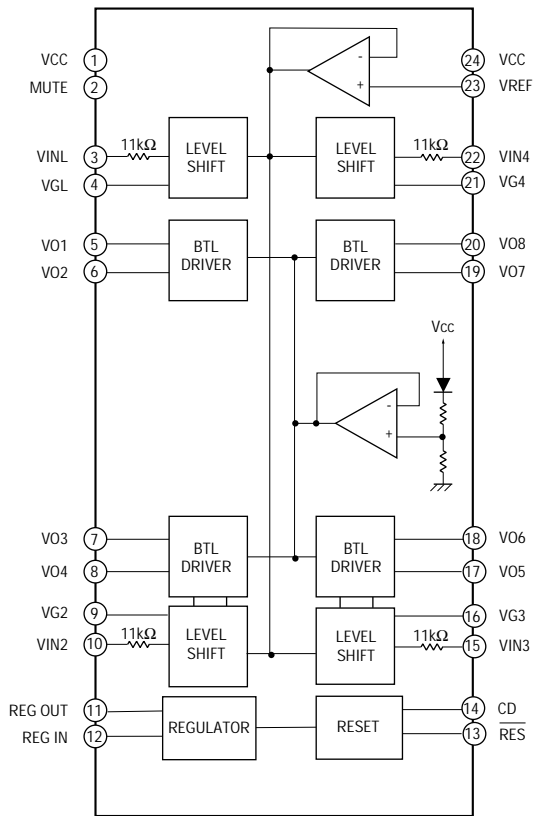 VCC 1 24 VCC
MUTE 2 - + 23 VREF
VINL 3 11kΩ LEVEL SHIFT LEVEL SHIFT 11kΩ 22 VIN4
VGL 4 21 VG4
VO1 5 BTL DRIVER BTL DRIVER 20 VO8
VO2 6 19 VO7
Vcc
- +
VO3 7 BTL DRIVER BTL DRIVER 18 VO6
VO4 8 17 VO5
VG2 9 LEVEL SHIFT LEVEL SHIFT 16 VG3
VIN2 10 11kΩ 11kΩ 15 VIN3
REG OUT 11 REGULATOR RESET 14 CD
REG IN 12 13 R̅E̅S̅